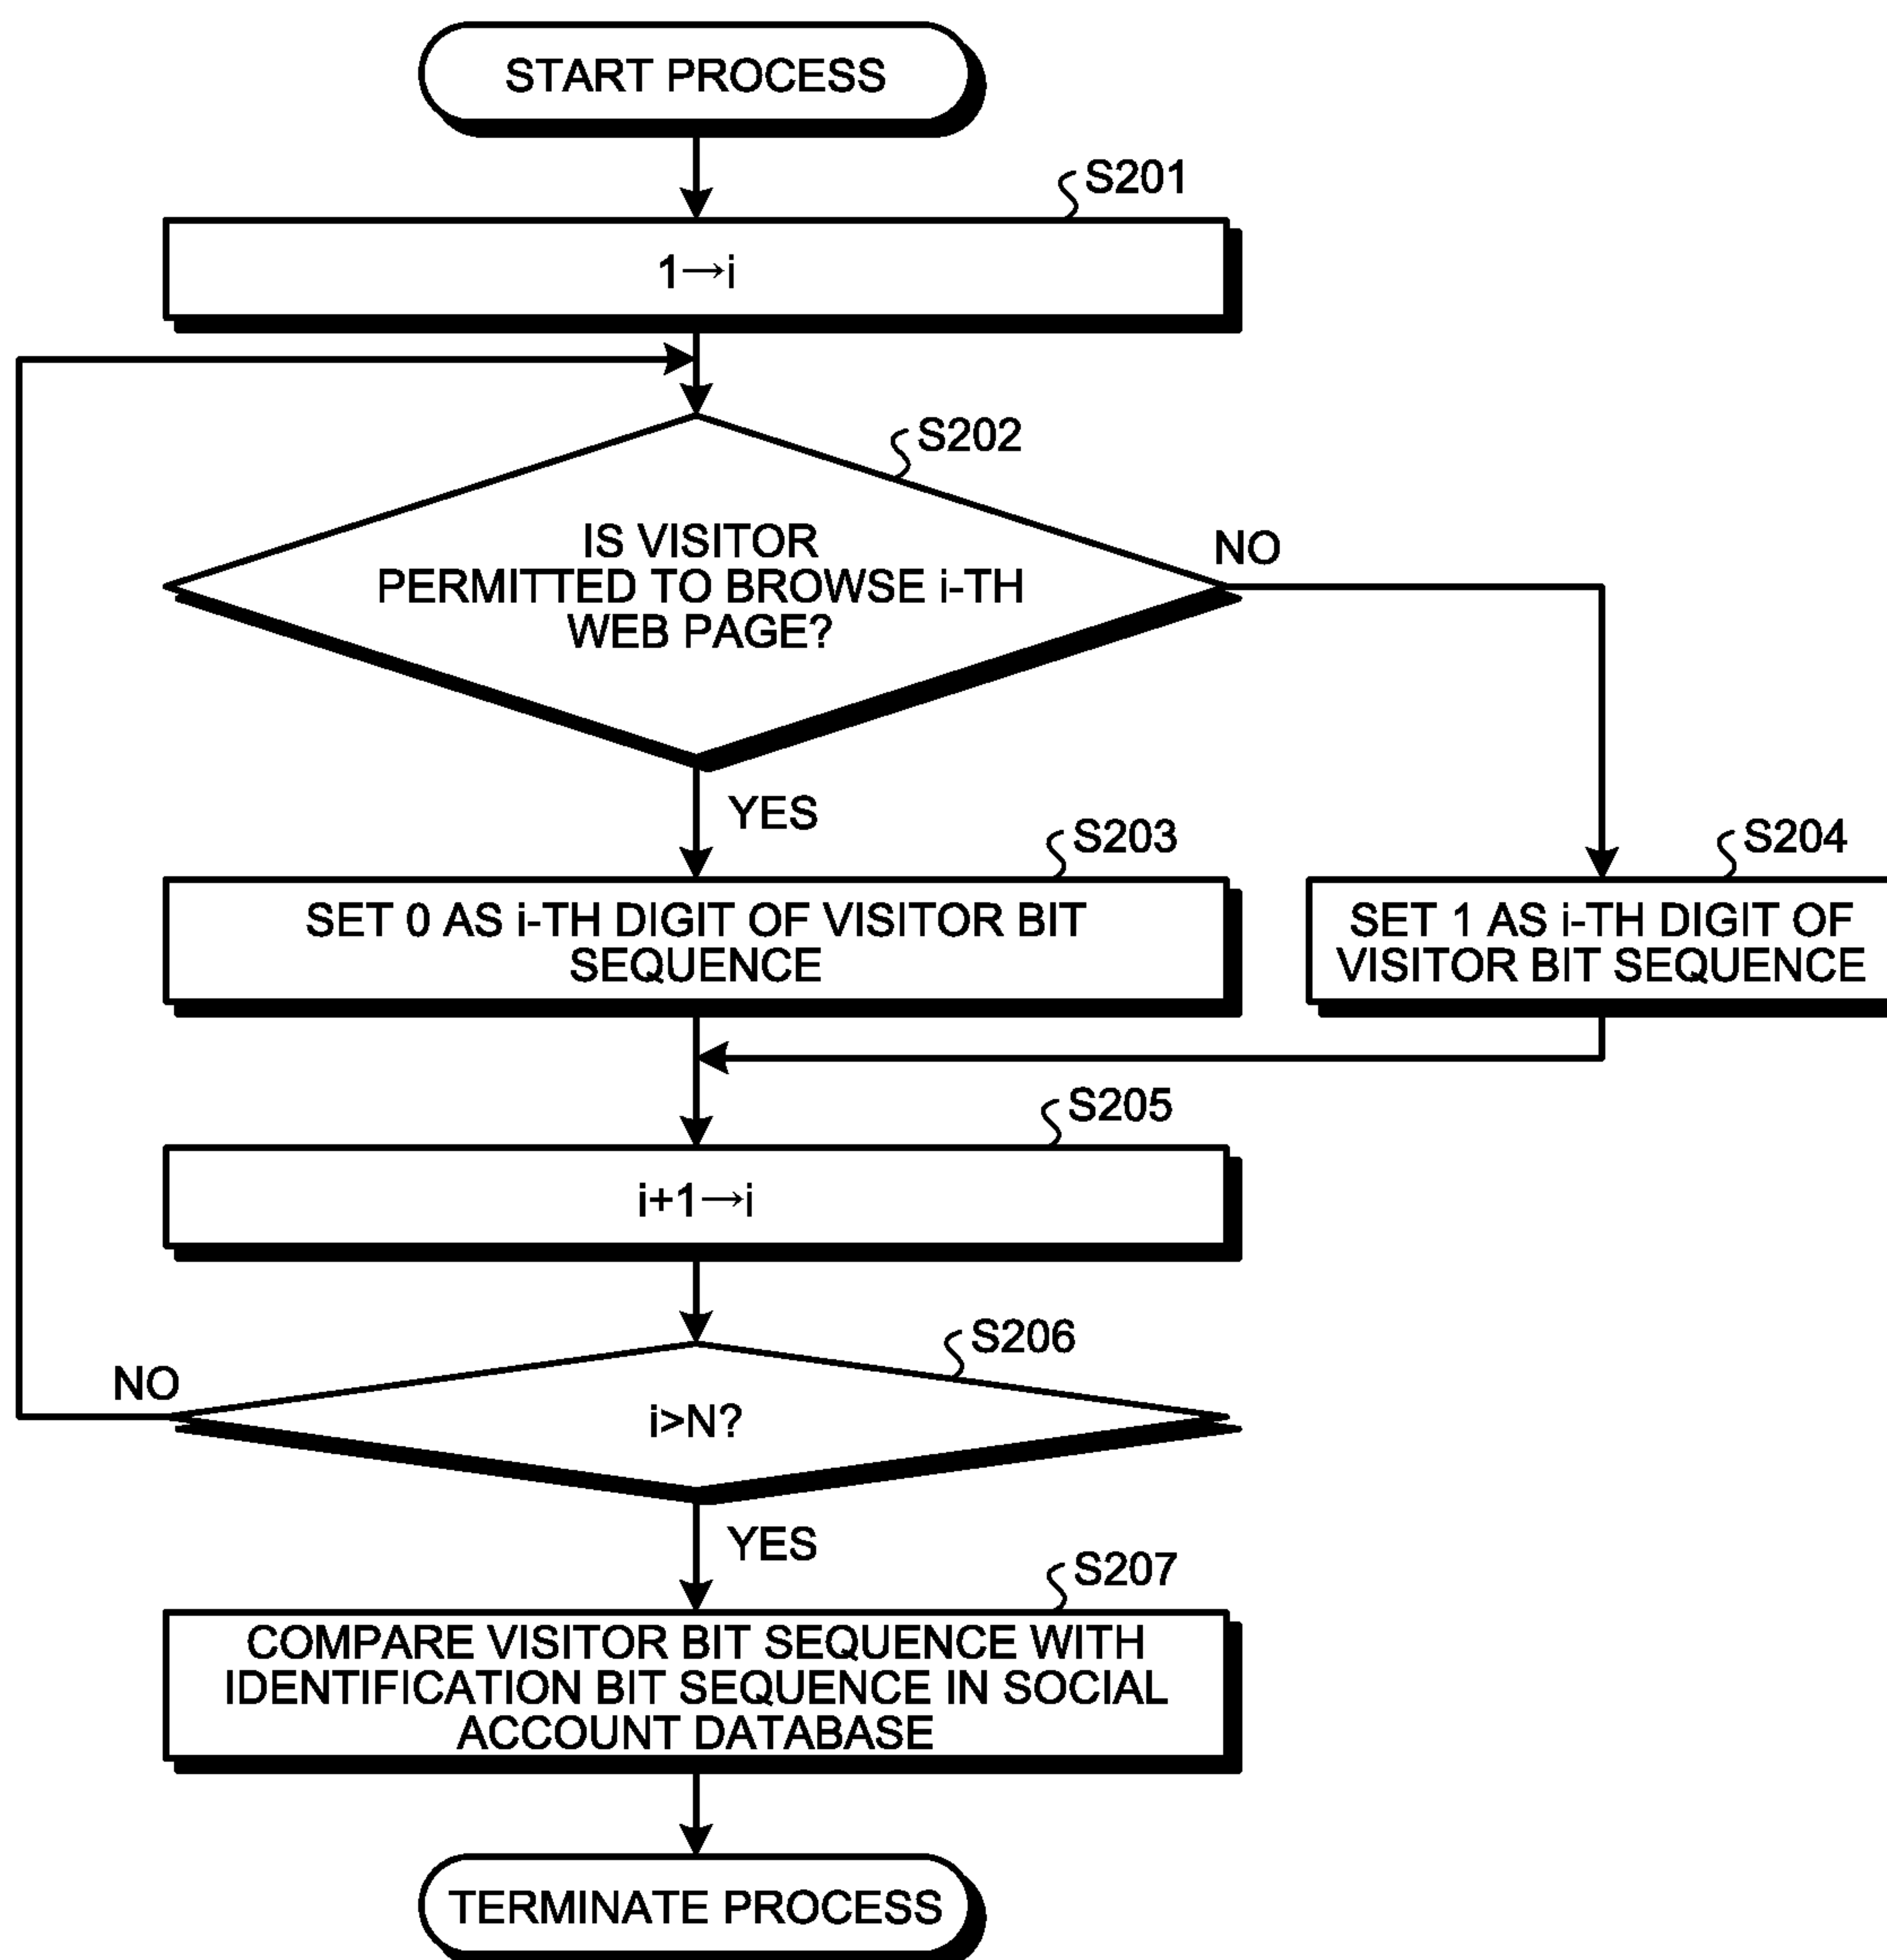 START PROCESS
S201
1→i
S202
IS VISITOR
PERMITTED TO BROWSE i-TH
WEB PAGE?
NO
YES
S203
SET 0 AS i-TH DIGIT OF VISITOR BIT
SEQUENCE
S204
SET 1 AS i-TH DIGIT OF
VISITOR BIT SEQUENCE
S205
i+1→i
S206
NO
i>N?
YES
S207
COMPARE VISITOR BIT SEQUENCE WITH
IDENTIFICATION BIT SEQUENCE IN SOCIAL
ACCOUNT DATABASE
TERMINATE PROCESS